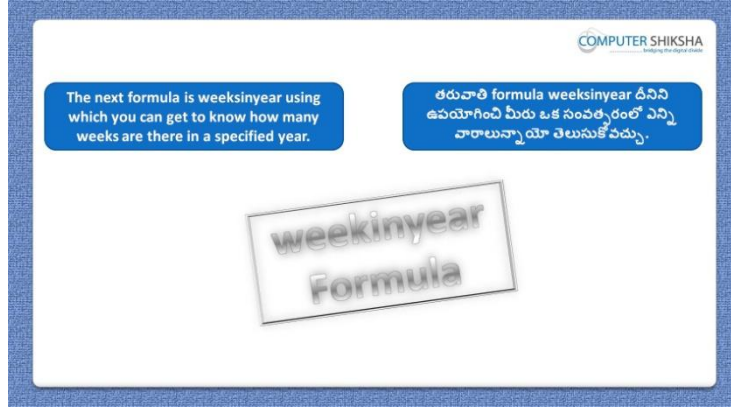 COMPUTER SHIKSHA
bridging the digital divide
The next formula is weeksinyear using
which you can get to know how many
weeks are there in a specified year.
తరువాతి formula weeksinyear దీనిని
ఉపయోగించి మీరు ఒక సంవత్సరంలో ఎన్ని
వారాలున్నాయో తెలుసుకోవచ్చు.
weekinyear
Formula